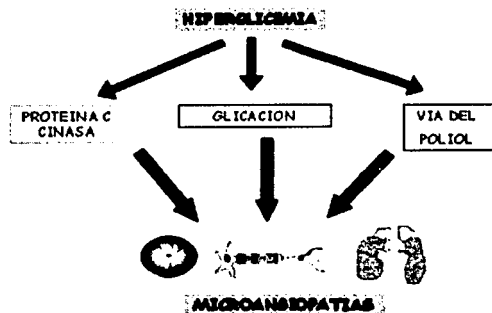 HIPERGLICEMIA
PROTEINA C
CINASA
GLICACION
VIA DEL
POLIOL
MICROANGIOPATIAS